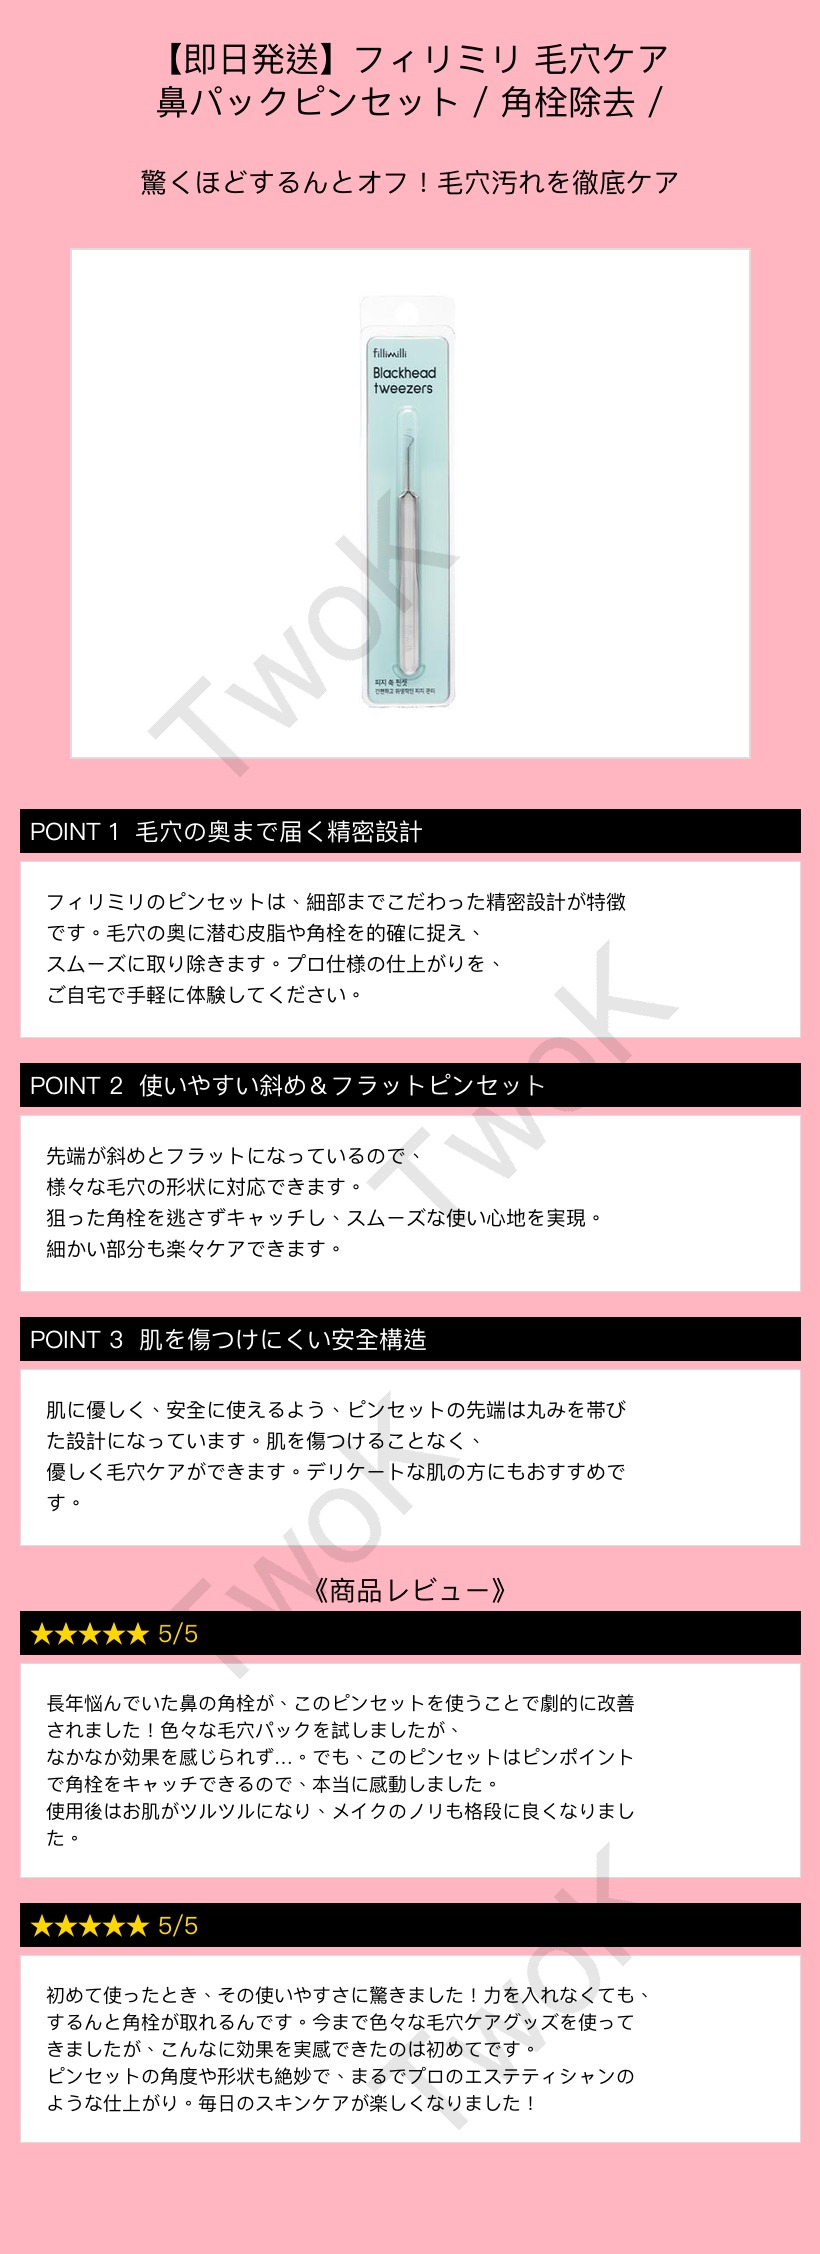 【即日発送】フィリミリ 毛穴ケア
鼻パックピンセット / 角栓除去 /
驚くほどするんとオフ！毛穴汚れを徹底ケア
fillimilli
Blackhead
tweezers
피지 쏙 핀셋
간편하고 위생적인 피지 관리
TwoK
POINT 1 毛穴の奥まで届く精密設計
フィリミリのピンセットは、細部までこだわった精密設計が特徴
です。毛穴の奥に潜む皮脂や角栓を的確に捉え、
スムーズに取り除きます。プロ仕様の仕上がりを、
ご自宅で手軽に体験してください。
TwoK
POINT 2 使いやすい斜め＆フラットピンセット
先端が斜めとフラットになっているので、
様々な毛穴の形状に対応できます。
狙った角栓を逃さずキャッチし、スムーズな使い心地を実現。
細かい部分も楽々ケアできます。
POINT 3 肌を傷つけにくい安全構造
肌に優しく、安全に使えるよう、ピンセットの先端は丸みを帯び
た設計になっています。肌を傷つけることなく、
優しく毛穴ケアができます。デリケートな肌の方にもおすすめで
す。
TwoK
《商品レビュー》
★★★★★ 5/5
長年悩んでいた鼻の角栓が、このピンセットを使うことで劇的に改善
されました！色々な毛穴パックを試しましたが、
なかなか効果を感じられず…。でも、このピンセットはピンポイント
で角栓をキャッチできるので、本当に感動しました。
使用後はお肌がツルツルになり、メイクのノリも格段に良くなりまし
た。
★★★★★ 5/5
初めて使ったとき、その使いやすさに驚きました！力を入れなくても、
するんと角栓が取れるんです。今まで色々な毛穴ケアグッズを使って
きましたが、こんなに効果を実感できたのは初めてです。
ピンセットの角度や形状も絶妙で、まるでプロのエステティシャンの
ような仕上がり。毎日のスキンケアが楽しくなりました！
TwoK